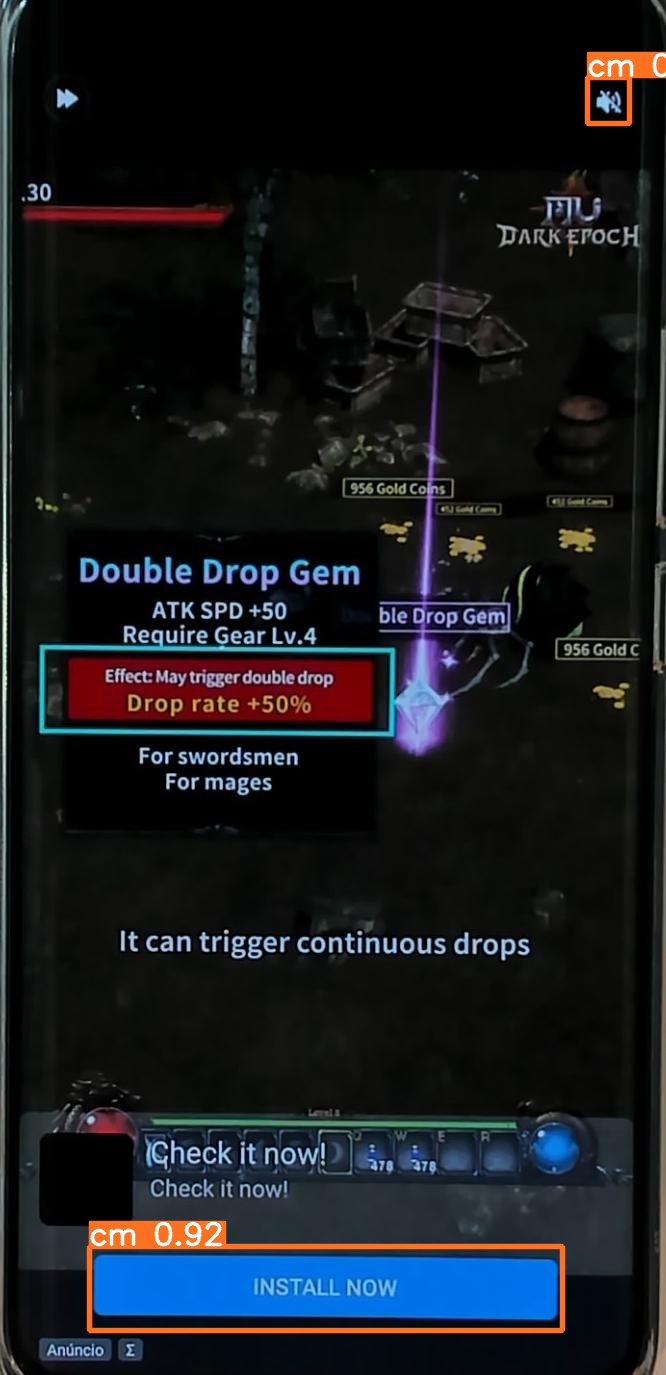 cm 0
.30
MU
DARK EPOCH
956 Gold Coins
452 Gold Coins
452 Gold Coins
Double Drop Gem
ATK SPD +50
Require Gear Lv.4
ble Drop Gem
956 Gold C
Effect: May trigger double drop
Drop rate +50%
For swordsmen
For mages
It can trigger continuous drops
Level 8
Q W E R
478 478
Check it now!
Check it now!
cm 0.92
INSTALL NOW
Anúncio Σ